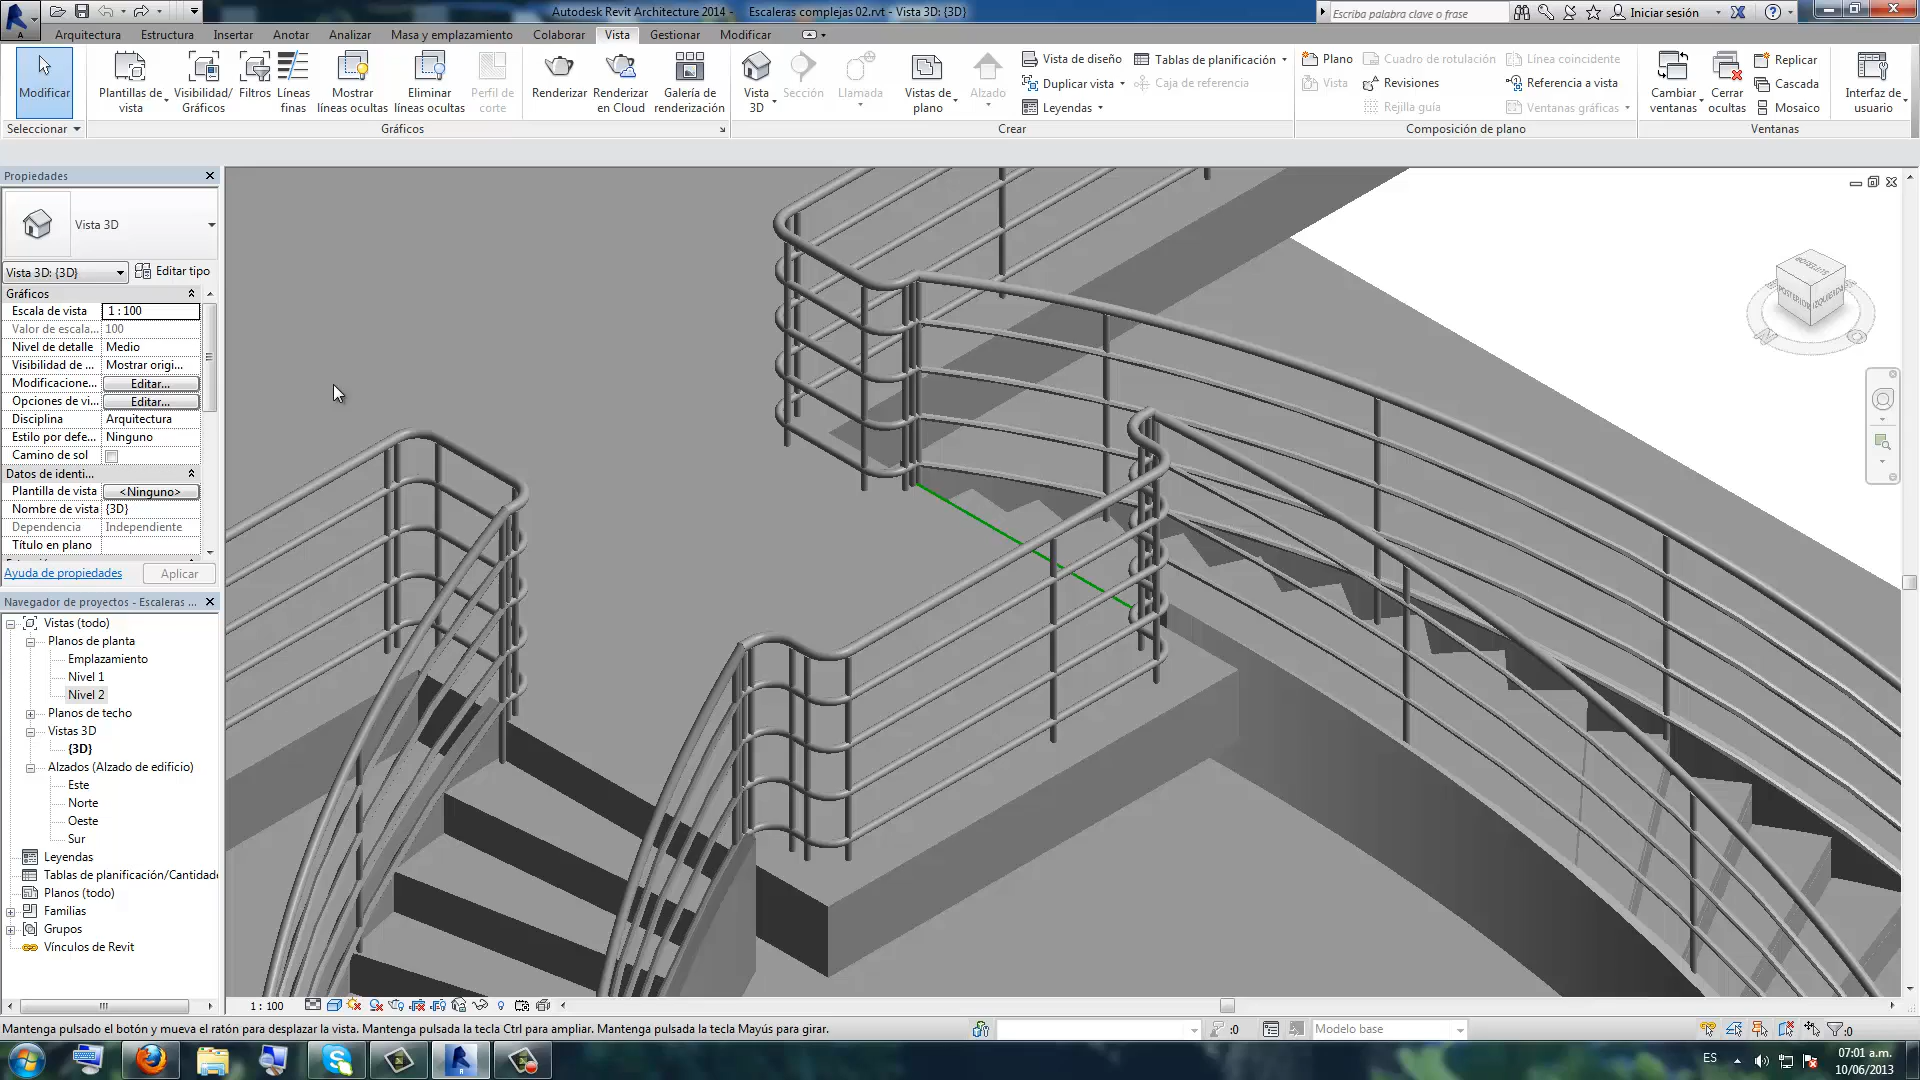 Autodesk Revit Architecture 2014 - Escaleras complejas 02.rvt - Vista 3D: {3D}
Escriba palabra clave o frase
Iniciar sesión
Arquitectura Estructura Insertar Anotar Analizar Masa y emplazamiento Colaborar Vista Gestionar Modificar
Modificar
Plantillas de vista
Visibilidad/ Gráficos
Filtros
Líneas finas
Mostrar líneas ocultas
Eliminar líneas ocultas
Perfil de corte
Renderizar
Renderizar en Cloud
Galería de renderización
Vista 3D
Sección
Llamada
Vistas de plano
Alzado
Vista de diseño
Duplicar vista
Leyendas
Tablas de planificación
Caja de referencia
Plano
Vista
Cuadro de rotulación
Revisiones
Rejilla guía
Línea coincidente
Referencia a vista
Ventanas gráficas
Cambiar ventanas
Cerrar ocultas
Replicar
Cascada
Mosaico
Interfaz de usuario
Seleccionar
Gráficos
Crear
Composición de plano
Ventanas
Propiedades
Vista 3D
Vista 3D: {3D}
Editar tipo
Gráficos
Escala de vista 1 : 100
Valor de escala... 100
Nivel de detalle Medio
Visibilidad de ... Mostrar origi...
Modificacione... Editar...
Opciones de vi... Editar...
Disciplina Arquitectura
Estilo por defe... Ninguno
Camino de sol
Datos de identi...
Plantilla de vista <Ninguno>
Nombre de vista {3D}
Dependencia Independiente
Título en plano
Ayuda de propiedades
Aplicar
Navegador de proyectos - Escaleras ...
Vistas (todo)
Planos de planta
Emplazamiento
Nivel 1
Nivel 2
Planos de techo
Vistas 3D
{3D}
Alzados (Alzado de edificio)
Este
Norte
Oeste
Sur
Leyendas
Tablas de planificación/Cantidade
Planos (todo)
Familias
Grupos
Vínculos de Revit
POSTERIOR
IZQUIERDA
N
O
1 : 100
Mantenga pulsado el botón y mueva el ratón para desplazar la vista. Mantenga pulsada la tecla Ctrl para ampliar. Mantenga pulsada la tecla Mayús para girar.
:0
Modelo base
:0
ES
07:01 a.m.
10/06/2013